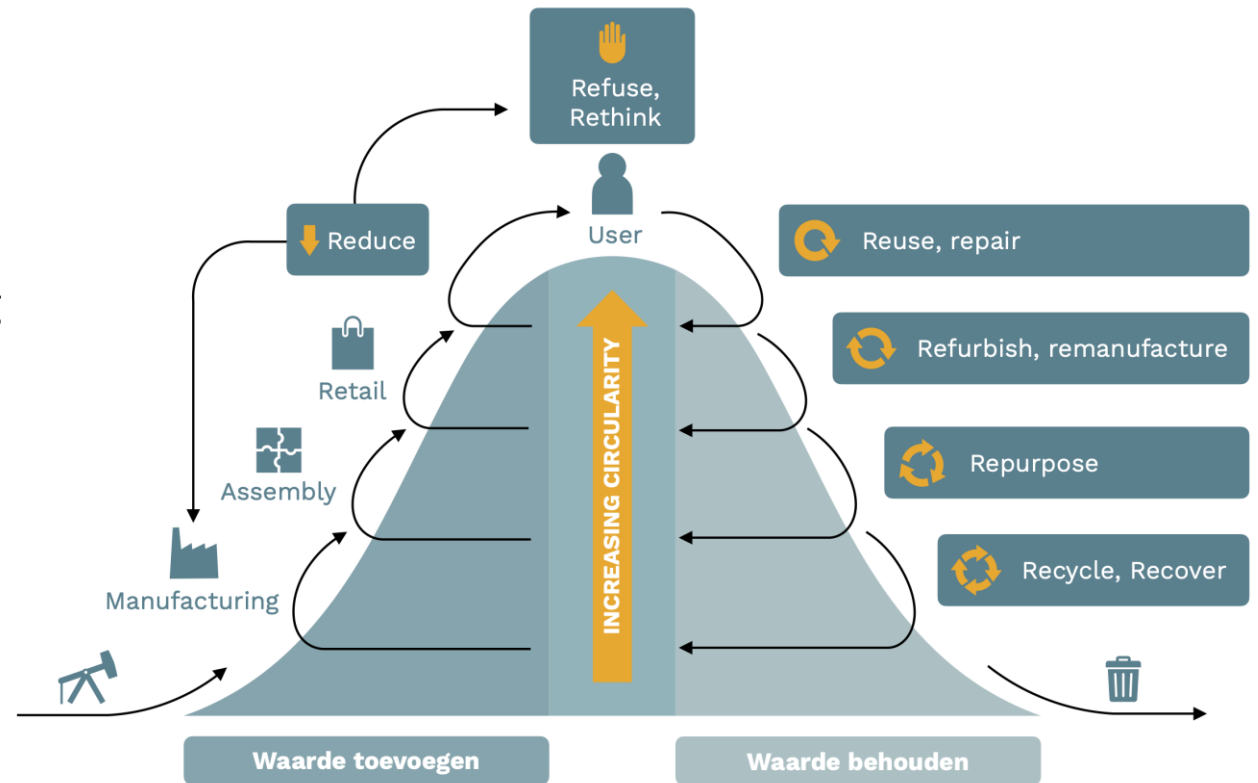 Refuse,
Rethink
Reduce
User
Reuse, repair
Retail
Refurbish, remanufacture
Assembly
Repurpose
Manufacturing
Recycle, Recover
INCREASING CIRCULARITY
Waarde toevoegen
Waarde behouden